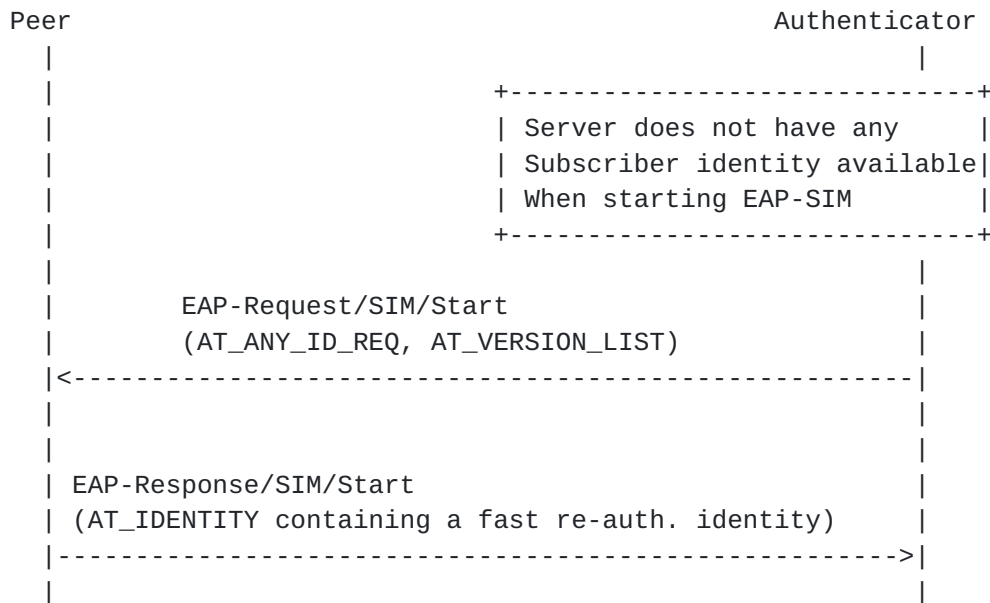 Peer Authenticator
Server does not have any
Subscriber identity available
When starting EAP-SIM
EAP-Request/SIM/Start
(AT_ANY_ID_REQ, AT_VERSION_LIST)
EAP-Response/SIM/Start
(AT_IDENTITY containing a fast re-auth. identity)